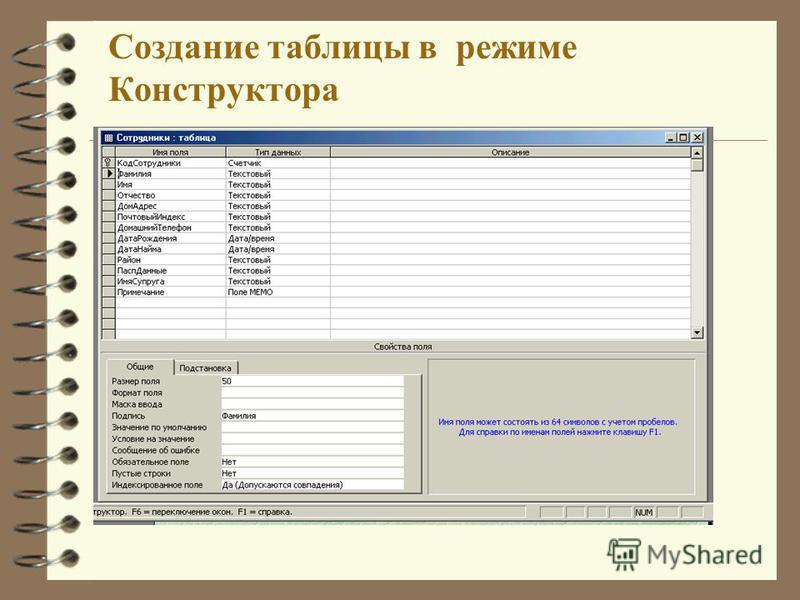 Создание таблицы в режиме
Конструктора
Сотрудники : таблица
Имя поля Тип данных Описание
КодСотрудники Счетчик
Фамилия Текстовый
Имя Текстовый
Отчество Текстовый
ДомАдрес Текстовый
ПочтовыйИндекс Текстовый
ДомашнийТелефон Текстовый
ДатаРождения Дата/время
ДатаНайма Дата/время
Район Текстовый
ПаспДанные Текстовый
ИмяСупруга Текстовый
Примечание Поле МЕМО
Свойства поля
Общие Подстановка
Размер поля 50
Формат поля
Маска ввода
Подпись Фамилия
Значение по умолчанию
Условие на значение
Сообщение об ошибке
Обязательное поле Нет
Пустые строки Нет
Индексированное поле Да (Допускаются совпадения)
Имя поля может состоять из 64 символов с учетом пробелов.
Для справки по именам полей нажмите клавишу F1.
труктор. F6 = переключение окон. F1 = справка. NUM
MyShared